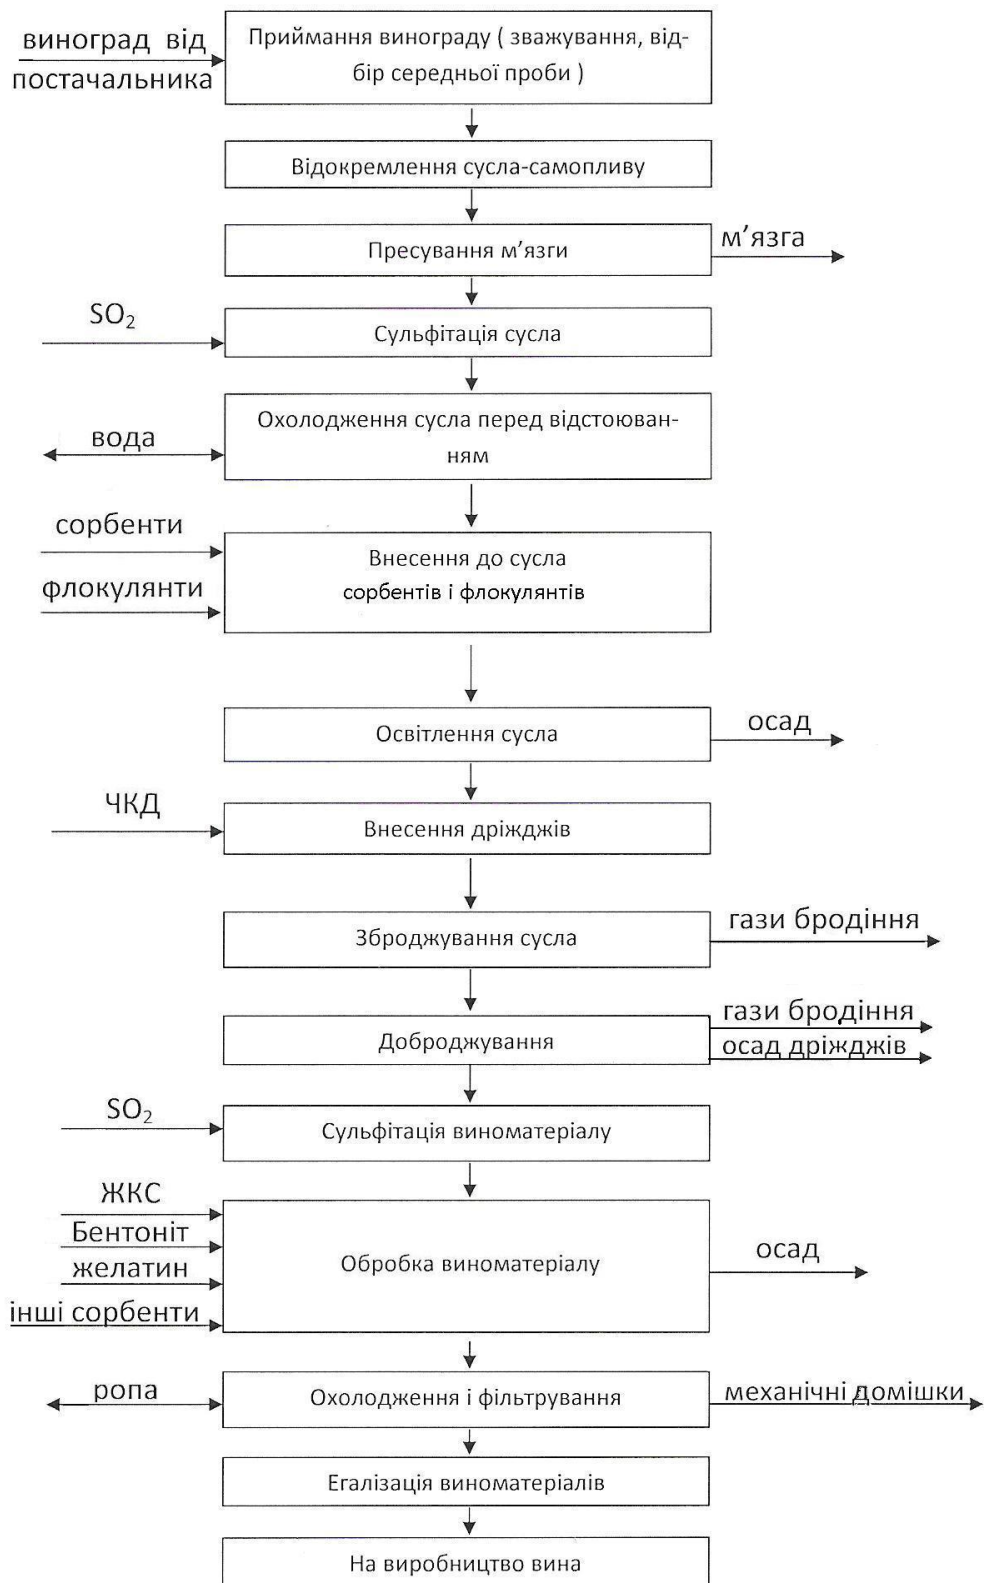 виноград від
постачальника
Приймання винограду ( зважування, від-
бір середньої проби )
Відокремлення сусла-самопливу
Пресування м’язги
м’язга
SO₂
Сульфітація сусла
вода
Охолодження сусла перед відстоюван-
ням
сорбенти
флокулянти
Внесення до сусла
сорбентів і флокулянтів
Освітлення сусла
осад
ЧКД
Внесення дріжджів
Зброджування сусла
гази бродіння
Доброджування
гази бродіння
осад дріжджів
SO₂
Сульфітація виноматеріалу
ЖКС
Бентоніт
желатин
інші сорбенти
Обробка виноматеріалу
осад
ропа
Охолодження і фільтрування
механічні домішки
Егалізація виноматеріалів
На виробництво вина